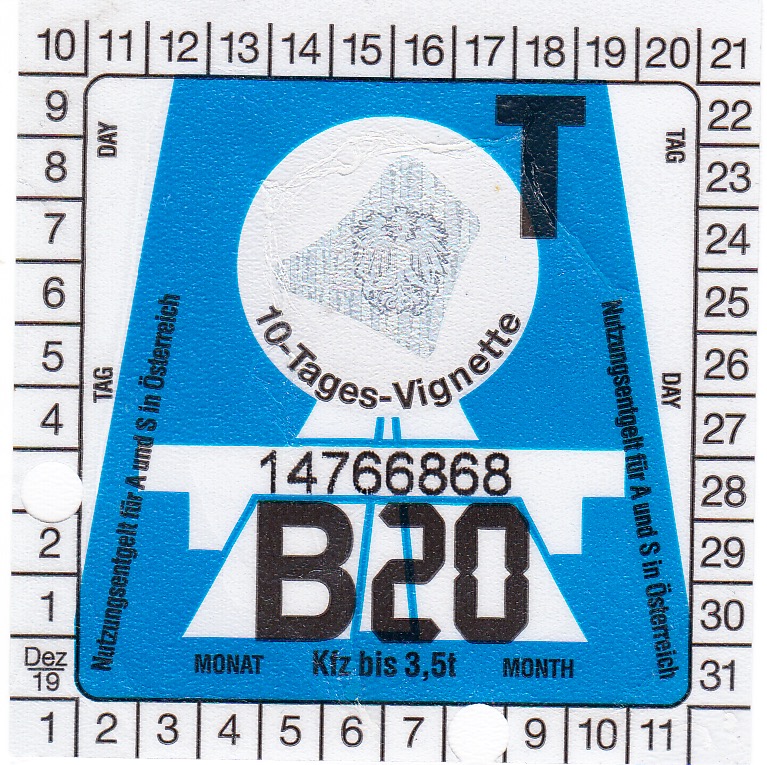 10 11 12 13 14 15 16 17 18 19 20 21
9
8
7
6
5
4
2
1
Dez
19
1 2 3 4 5 6 7 9 10 11
22
23
24
25
26
27
28
29
30
31
DAY
TAG
T
TAG
DAY
Nutzungsentgelt für A und S in Österreich
Nutzungsentgelt für A und S in Österreich
10-Tages-Vignette
14766868
B20
MONAT Kfz bis 3,5t MONTH